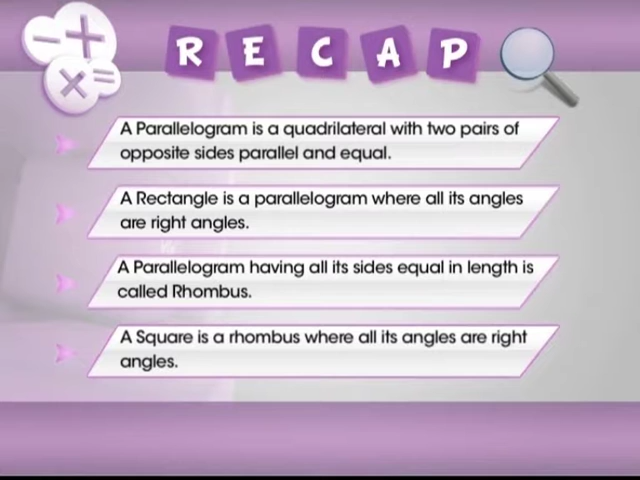 RECAP
A Parallelogram is a quadrilateral with two pairs of
opposite sides parallel and equal.
A Rectangle is a parallelogram where all its angles
are right angles.
A Parallelogram having all its sides equal in length is
called Rhombus.
A Square is a rhombus where all its angles are right
angles.